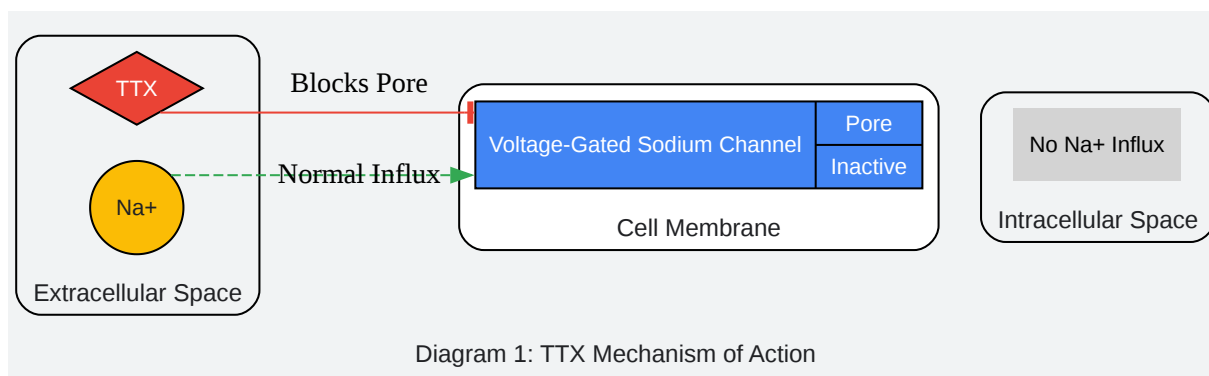 TTX
Blocks Pore
Na+
Normal Influx
Extracellular Space
Voltage-Gated Sodium Channel
Pore
Inactive
Cell Membrane
No Na+ Influx
Intracellular Space
Diagram 1: TTX Mechanism of Action